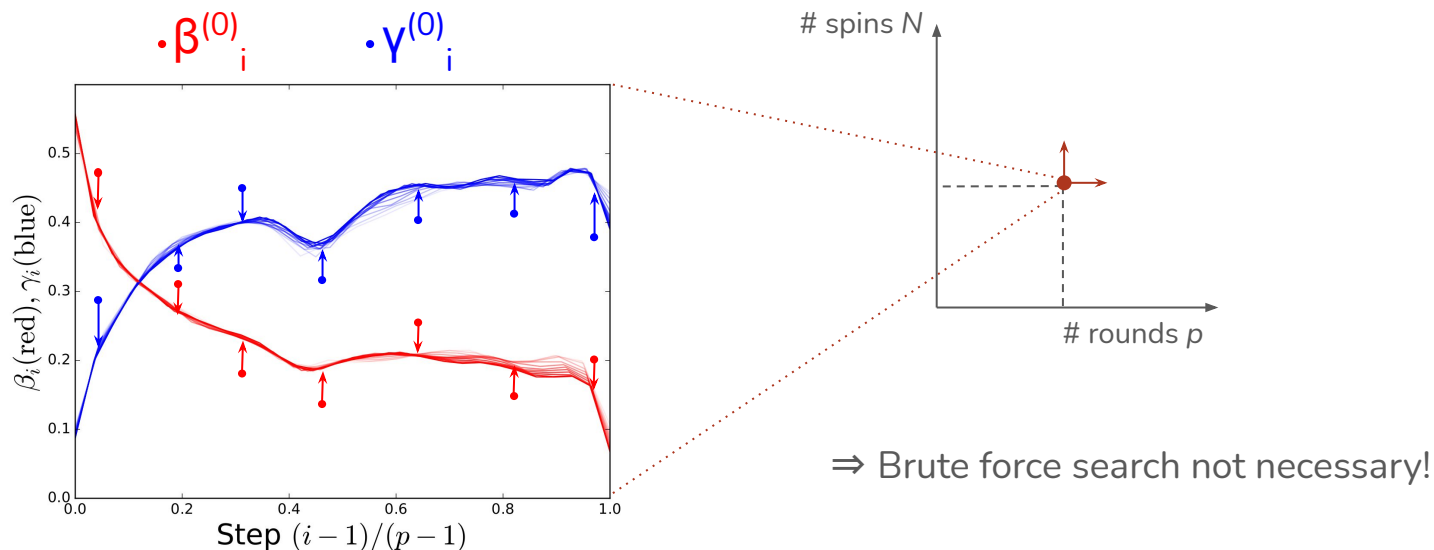 • β(0)i
• γ(0)i
0.5
0.4
0.3
0.2
0.1
0.0
βi(red), γi(blue)
0.0 0.2 0.4 0.6 0.8 1.0
Step (i − 1)/(p − 1)
# spins N
# rounds p
⇒ Brute force search not necessary!